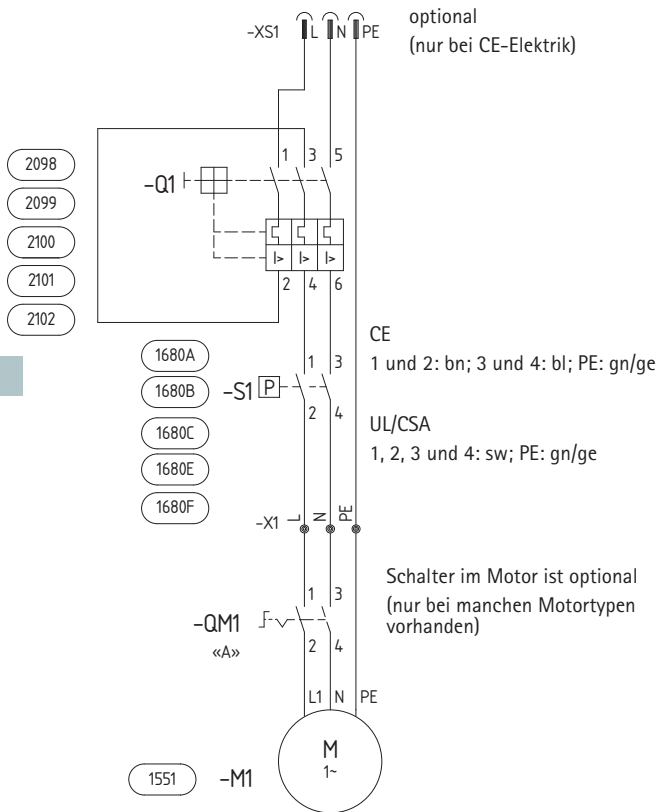 optional
-XS1 L N PE
(nur bei CE-Elektrik)
1 3 5
2098
-Q1
2099
2100
I> I> I>
2101
2 4 6
2102
CE
1680A
1 3
1 und 2: bn; 3 und 4: bl; PE: gn/ge
1680B
-S1 P
2 4
UL/CSA
1680C
1, 2, 3 und 4: sw; PE: gn/ge
1680E
1680F
-X1 L N PE
Schalter im Motor ist optional
1 3
(nur bei manchen Motortypen
-QM1
vorhanden)
2 4
«A»
L1 N PE
M
1~
1551 -M1